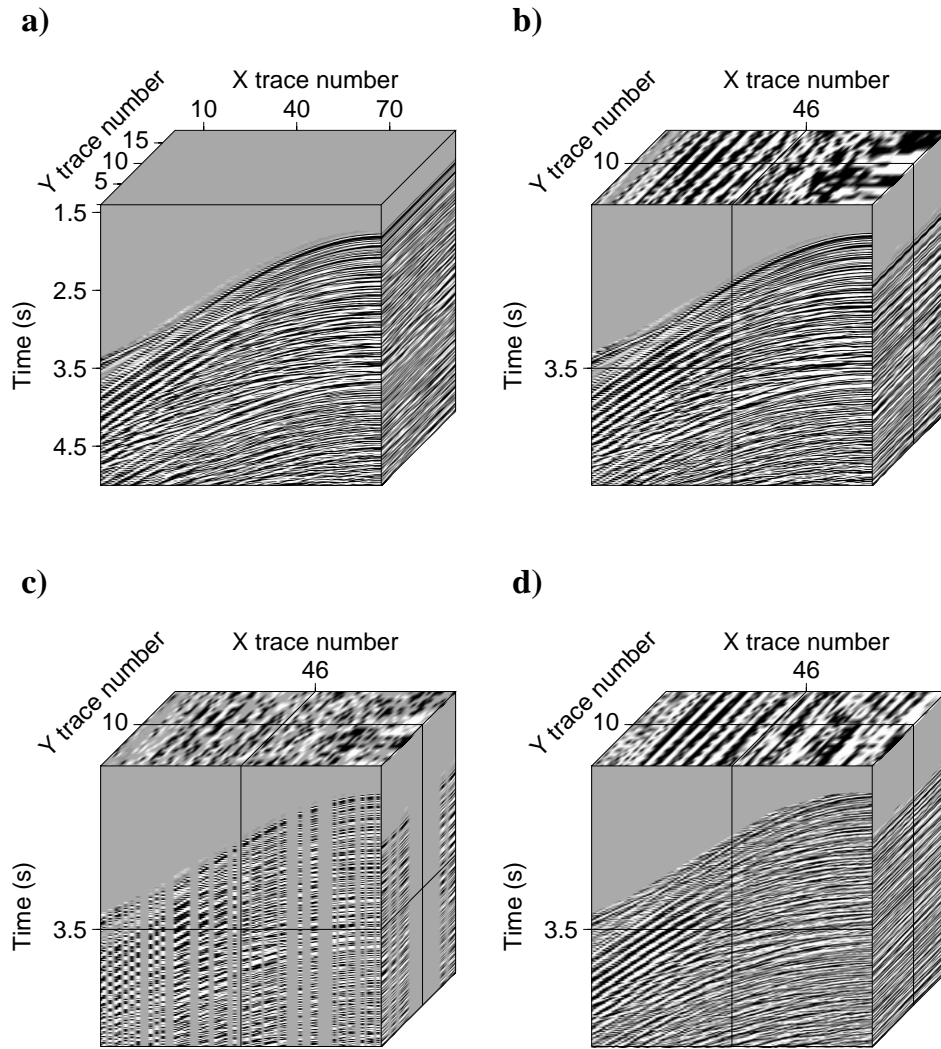 a)
X trace number
10 40 70
Y trace number
15
10
5
1.5
2.5
3.5
4.5
Time (s)
b)
X trace number
46
Y trace number
10
3.5
Time (s)
c)
X trace number
46
Y trace number
10
3.5
Time (s)
d)
X trace number
46
Y trace number
10
3.5
Time (s)